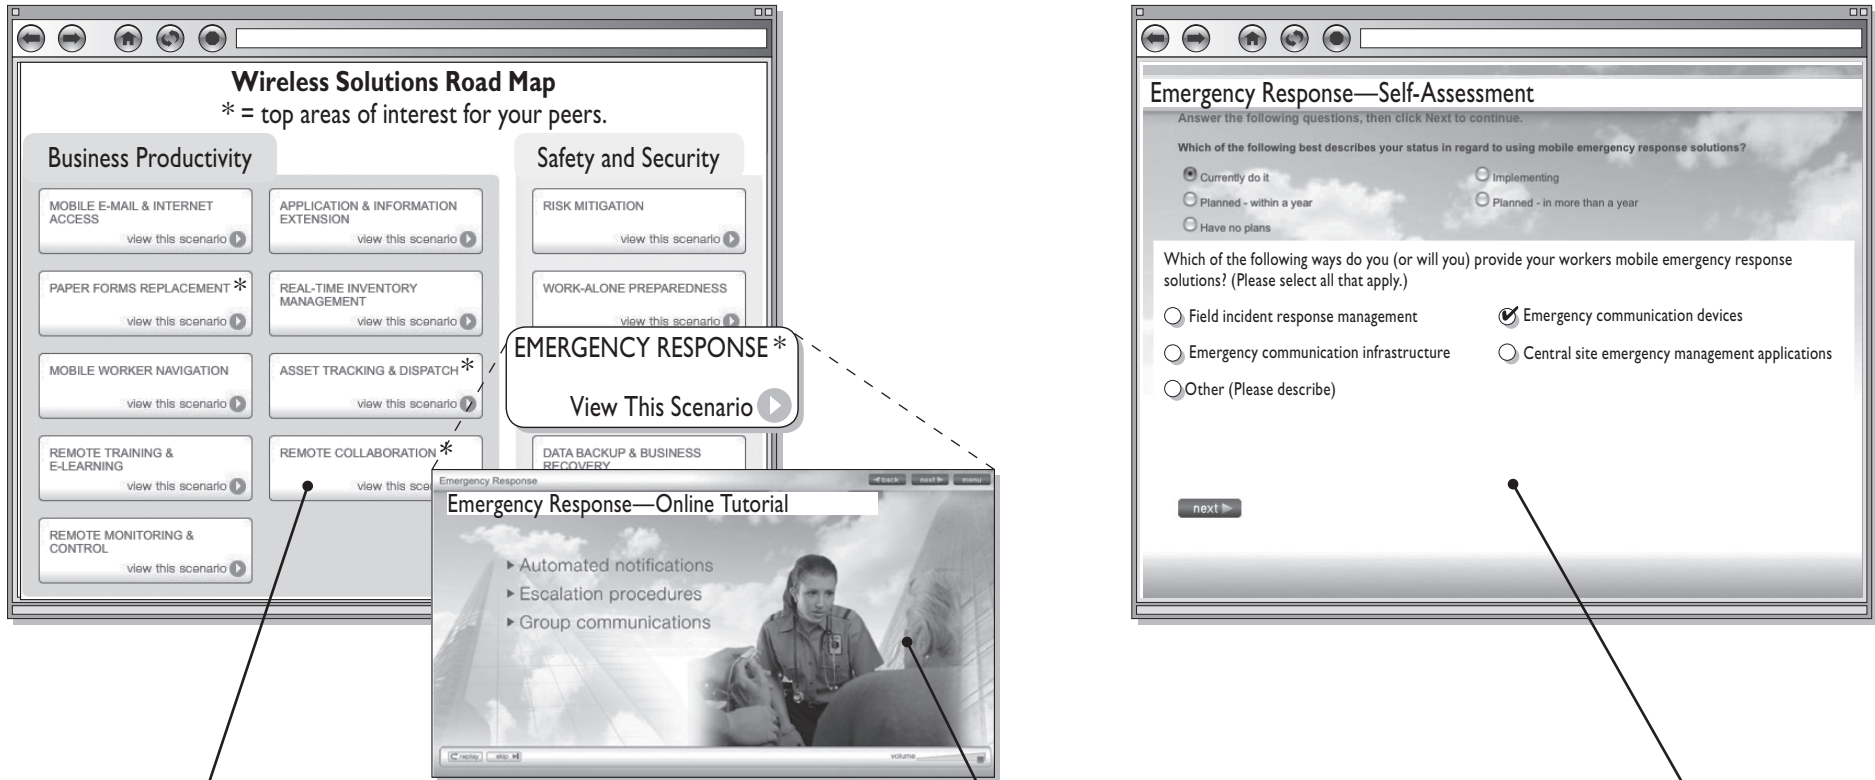 Wireless Solutions Road Map
* = top areas of interest for your peers.
Business Productivity
MOBILE E-MAIL & INTERNET
ACCESS
view this scenario
APPLICATION & INFORMATION
EXTENSION
view this scenario
PAPER FORMS REPLACEMENT *
view this scenario
REAL-TIME INVENTORY
MANAGEMENT
view this scenario
MOBILE WORKER NAVIGATION
view this scenario
ASSET TRACKING & DISPATCH *
view this scenario
REMOTE TRAINING &
E-LEARNING
view this scenario
REMOTE COLLABORATION *
view this
REMOTE MONITORING &
CONTROL
view this scenario
Safety and Security
RISK MITIGATION
view this scenario
WORK-ALONE PREPAREDNESS
view this scenario
EMERGENCY RESPONSE *
View This Scenario
DATA BACKUP & BUSINESS
RECOVERY
Emergency Response
back next menu
Emergency Response—Online Tutorial
Automated notifications
Escalation procedures
Group communications
replay skip
volume
Emergency Response—Self-Assessment
Answer the following questions, then click Next to continue.
Which of the following best describes your status in regard to using mobile emergency response solutions?
Currently do it
Implementing
Planned - within a year
Planned - in more than a year
Have no plans
Which of the following ways do you (or will you) provide your workers mobile emergency response
solutions? (Please select all that apply.)
Field incident response management
Emergency communication devices
Emergency communication infrastructure
Central site emergency management applications
Other (Please describe)
next